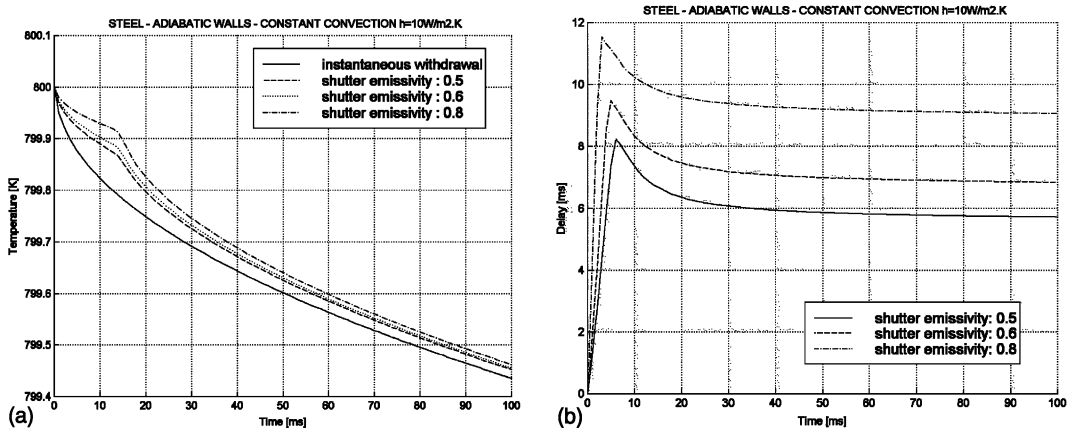 STEEL - ADIABATIC WALLS - CONSTANT CONVECTION h=10W/m2.K
800.1
800
799.9
799.8
799.7
799.6
799.5
799.4
Temperature [K]
instantaneous withdrawal
shutter emissivity : 0.5
shutter emissivity : 0.6
shutter emissivity : 0.8
0 10 20 30 40 50 60 70 80 90 100
Time [ms]
(a)
STEEL - ADIABATIC WALLS - CONSTANT CONVECTION h=10W/m2.K
12
10
8
6
4
2
0
Delay [ms]
shutter emissivity: 0.5
shutter emissivity: 0.6
shutter emissivity: 0.8
0 10 20 30 40 50 60 70 80 90 100
Time [ms]
(b)